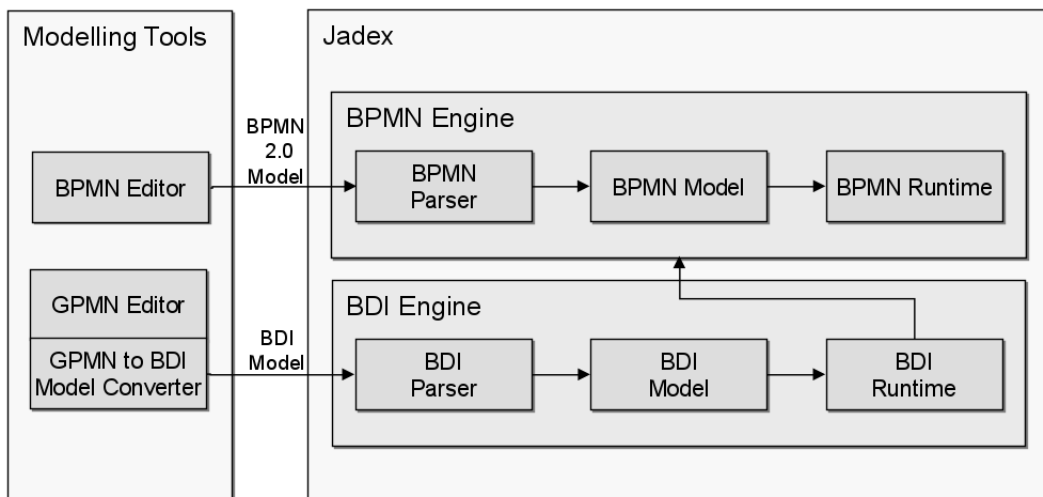 Modelling Tools
Jadex
BPMN Engine
BPMN
2.0
Model
BPMN Editor
BPMN
Parser
BPMN Model
BPMN Runtime
GPMN Editor
GPMN to BDI
Model Converter
BDI
Model
BDI Engine
BDI
Parser
BDI
Model
BDI
Runtime